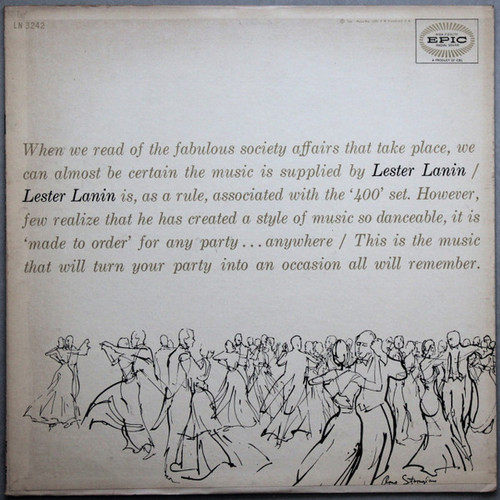 LN 3242
EPIC
A PRODUCT OF CBS
When we read of the fabulous society affairs that take place, we
can almost be certain the music is supplied by Lester Lanin /
Lester Lanin is, as a rule, associated with the '400' set. However,
few realize that he has created a style of music so danceable, it is
'made to order' for any party ... anywhere / This is the music
that will turn your party into an occasion all will remember.